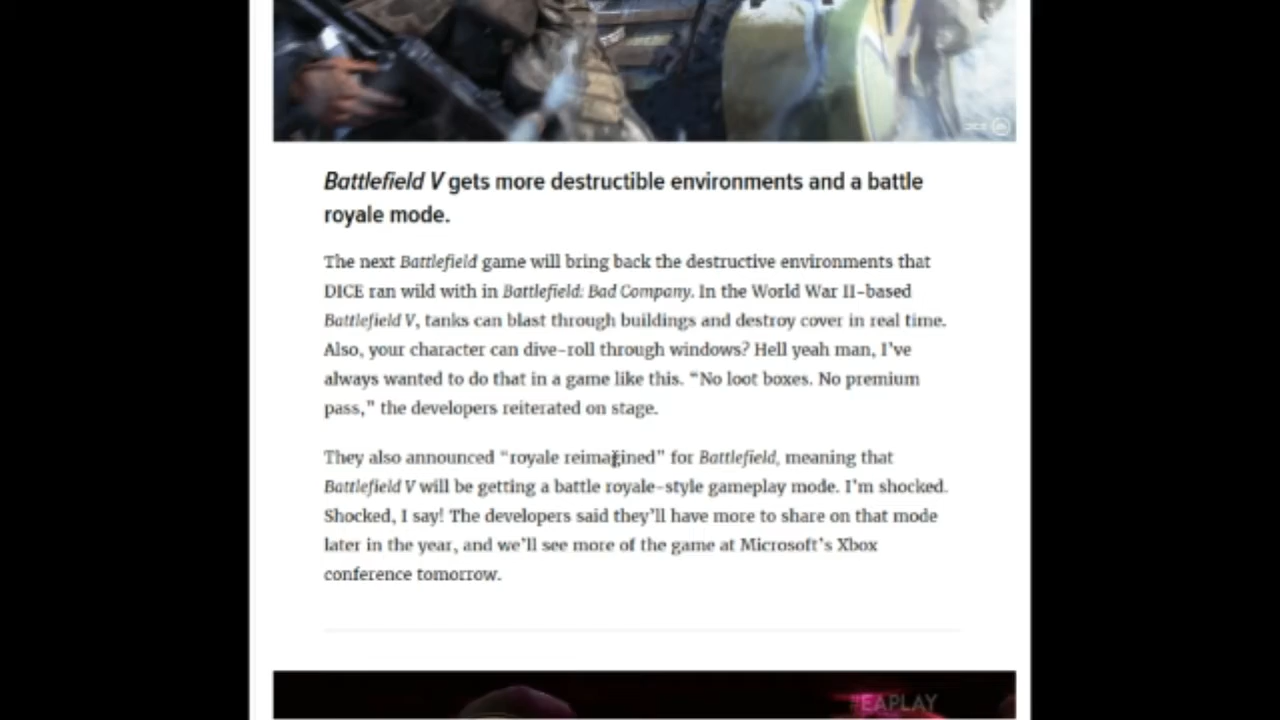 DICE
Battlefield V gets more destructible environments and a battle
royale mode.
The next Battlefield game will bring back the destructive environments that
DICE ran wild with in Battlefield: Bad Company. In the World War II-based
Battlefield V, tanks can blast through buildings and destroy cover in real time.
Also, your character can dive-roll through windows? Hell yeah man, I've
always wanted to do that in a game like this. “No loot boxes. No premium
pass,” the developers reiterated on stage.
They also announced “royale reimagined” for Battlefield, meaning that
Battlefield V will be getting a battle royale-style gameplay mode. I'm shocked.
Shocked, I say! The developers said they'll have more to share on that mode
later in the year, and we'll see more of the game at Microsoft's Xbox
conference tomorrow.
#EAPLAY